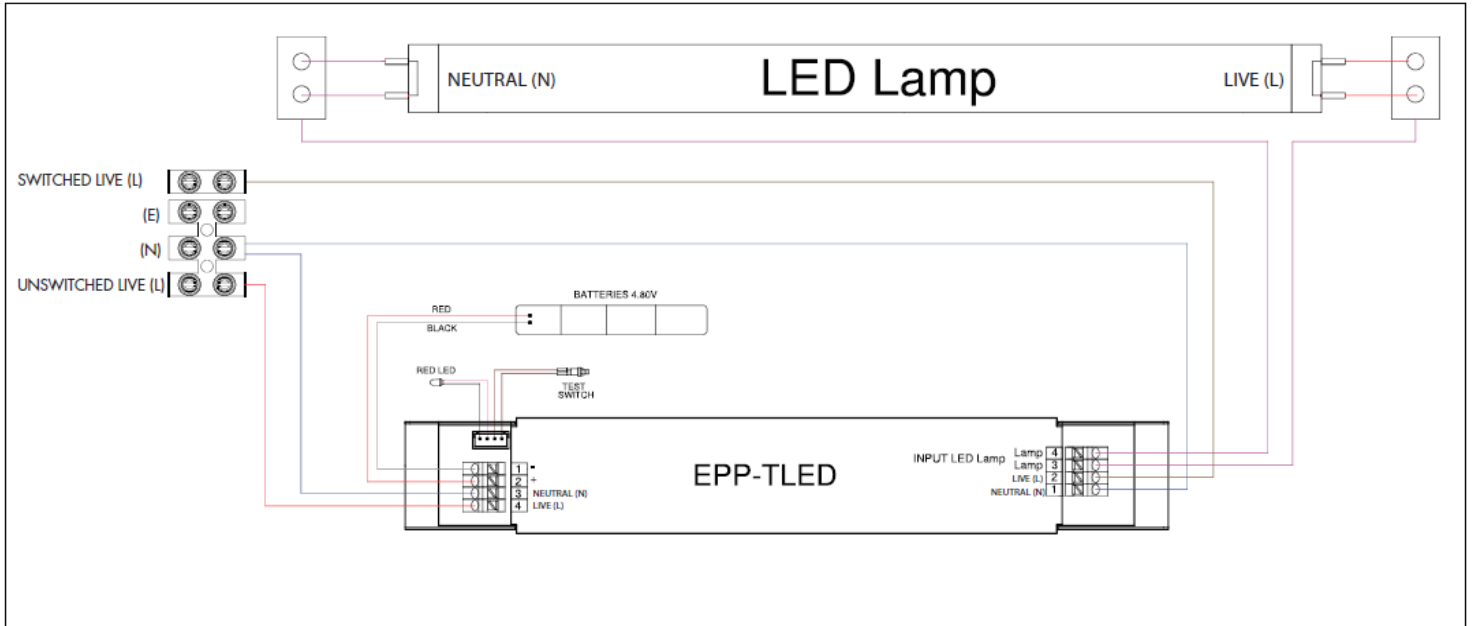 NEUTRAL (N)
LED Lamp
LIVE (L)
SWITCHED LIVE (L)
(E)
(N)
UNSWITCHED LIVE (L)
BATTERIES 4.80V
RED
BLACK
RED LED
TEST
SWITCH
EPP-TLED
1 -
2 +
3 NEUTRAL (N)
4 LIVE (L)
INPUT LED Lamp
Lamp 4
Lamp 3
LIVE (L) 2
NEUTRAL (N) 1